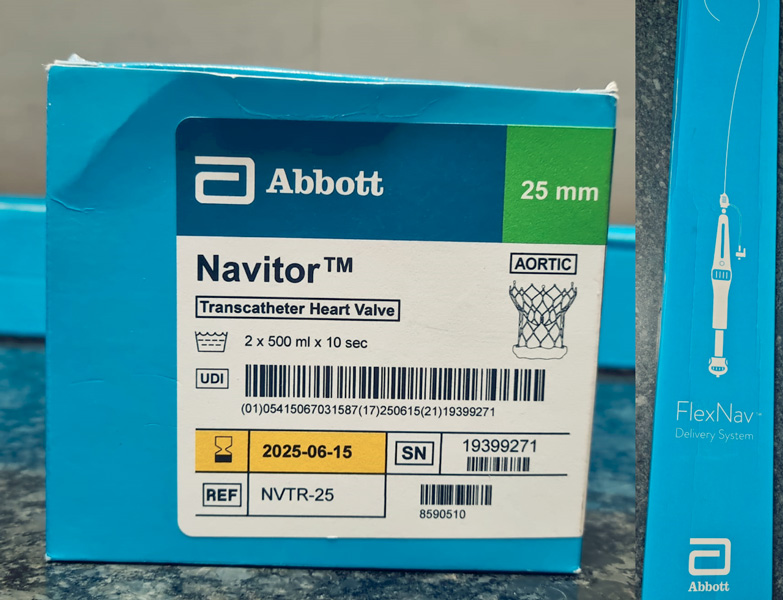 Abbott
25 mm
Navitor™
AORTIC
Transcatheter Heart Valve
2 x 500 ml x 10 sec
UDI
(01)05415067031587(17)250615(21)19399271
2025-06-15
SN
19399271
REF
NVTR-25
8590510
FlexNav™
Delivery System
Abbott